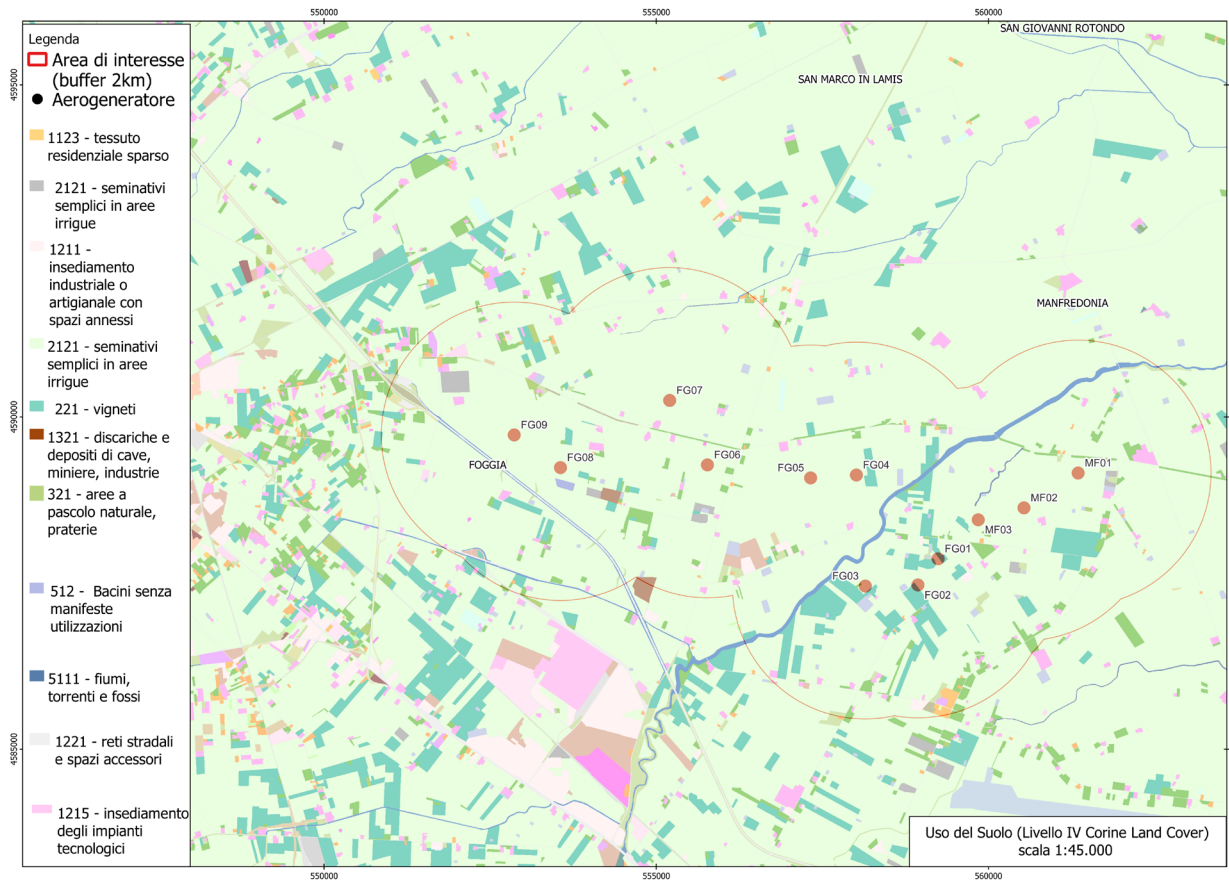 550000
555000
560000
Legenda
Area di interesse
(buffer 2km)
Aerogeneratore
1123 - tessuto
residenziale sparso
2121 - seminativi
semplici in aree
irrigue
1211 -
insediamento
industriale o
artigianale con
spazi annessi
2121 - seminativi
semplici in aree
irrigue
221 - vigneti
1321 - discariche e
depositi di cave,
miniere, industrie
321 - aree a
pascolo naturale,
praterie
512 - Bacini senza
manifeste
utilizzazioni
5111 - fiumi,
torrenti e fossi
1221 - reti stradali
e spazi accessori
1215 - insediamento
degli impianti
tecnologici
4595000
4590000
4585000
SAN GIOVANNI ROTONDO
SAN MARCO IN LAMIS
MANFREDONIA
FG07
FG09
FG08
FOGGIA
FG06
FG05
FG04
MF01
MF02
MF03
FG01
FG03
FG02
Uso del Suolo (Livello IV Corine Land Cover)
scala 1:45.000
550000
555000
560000